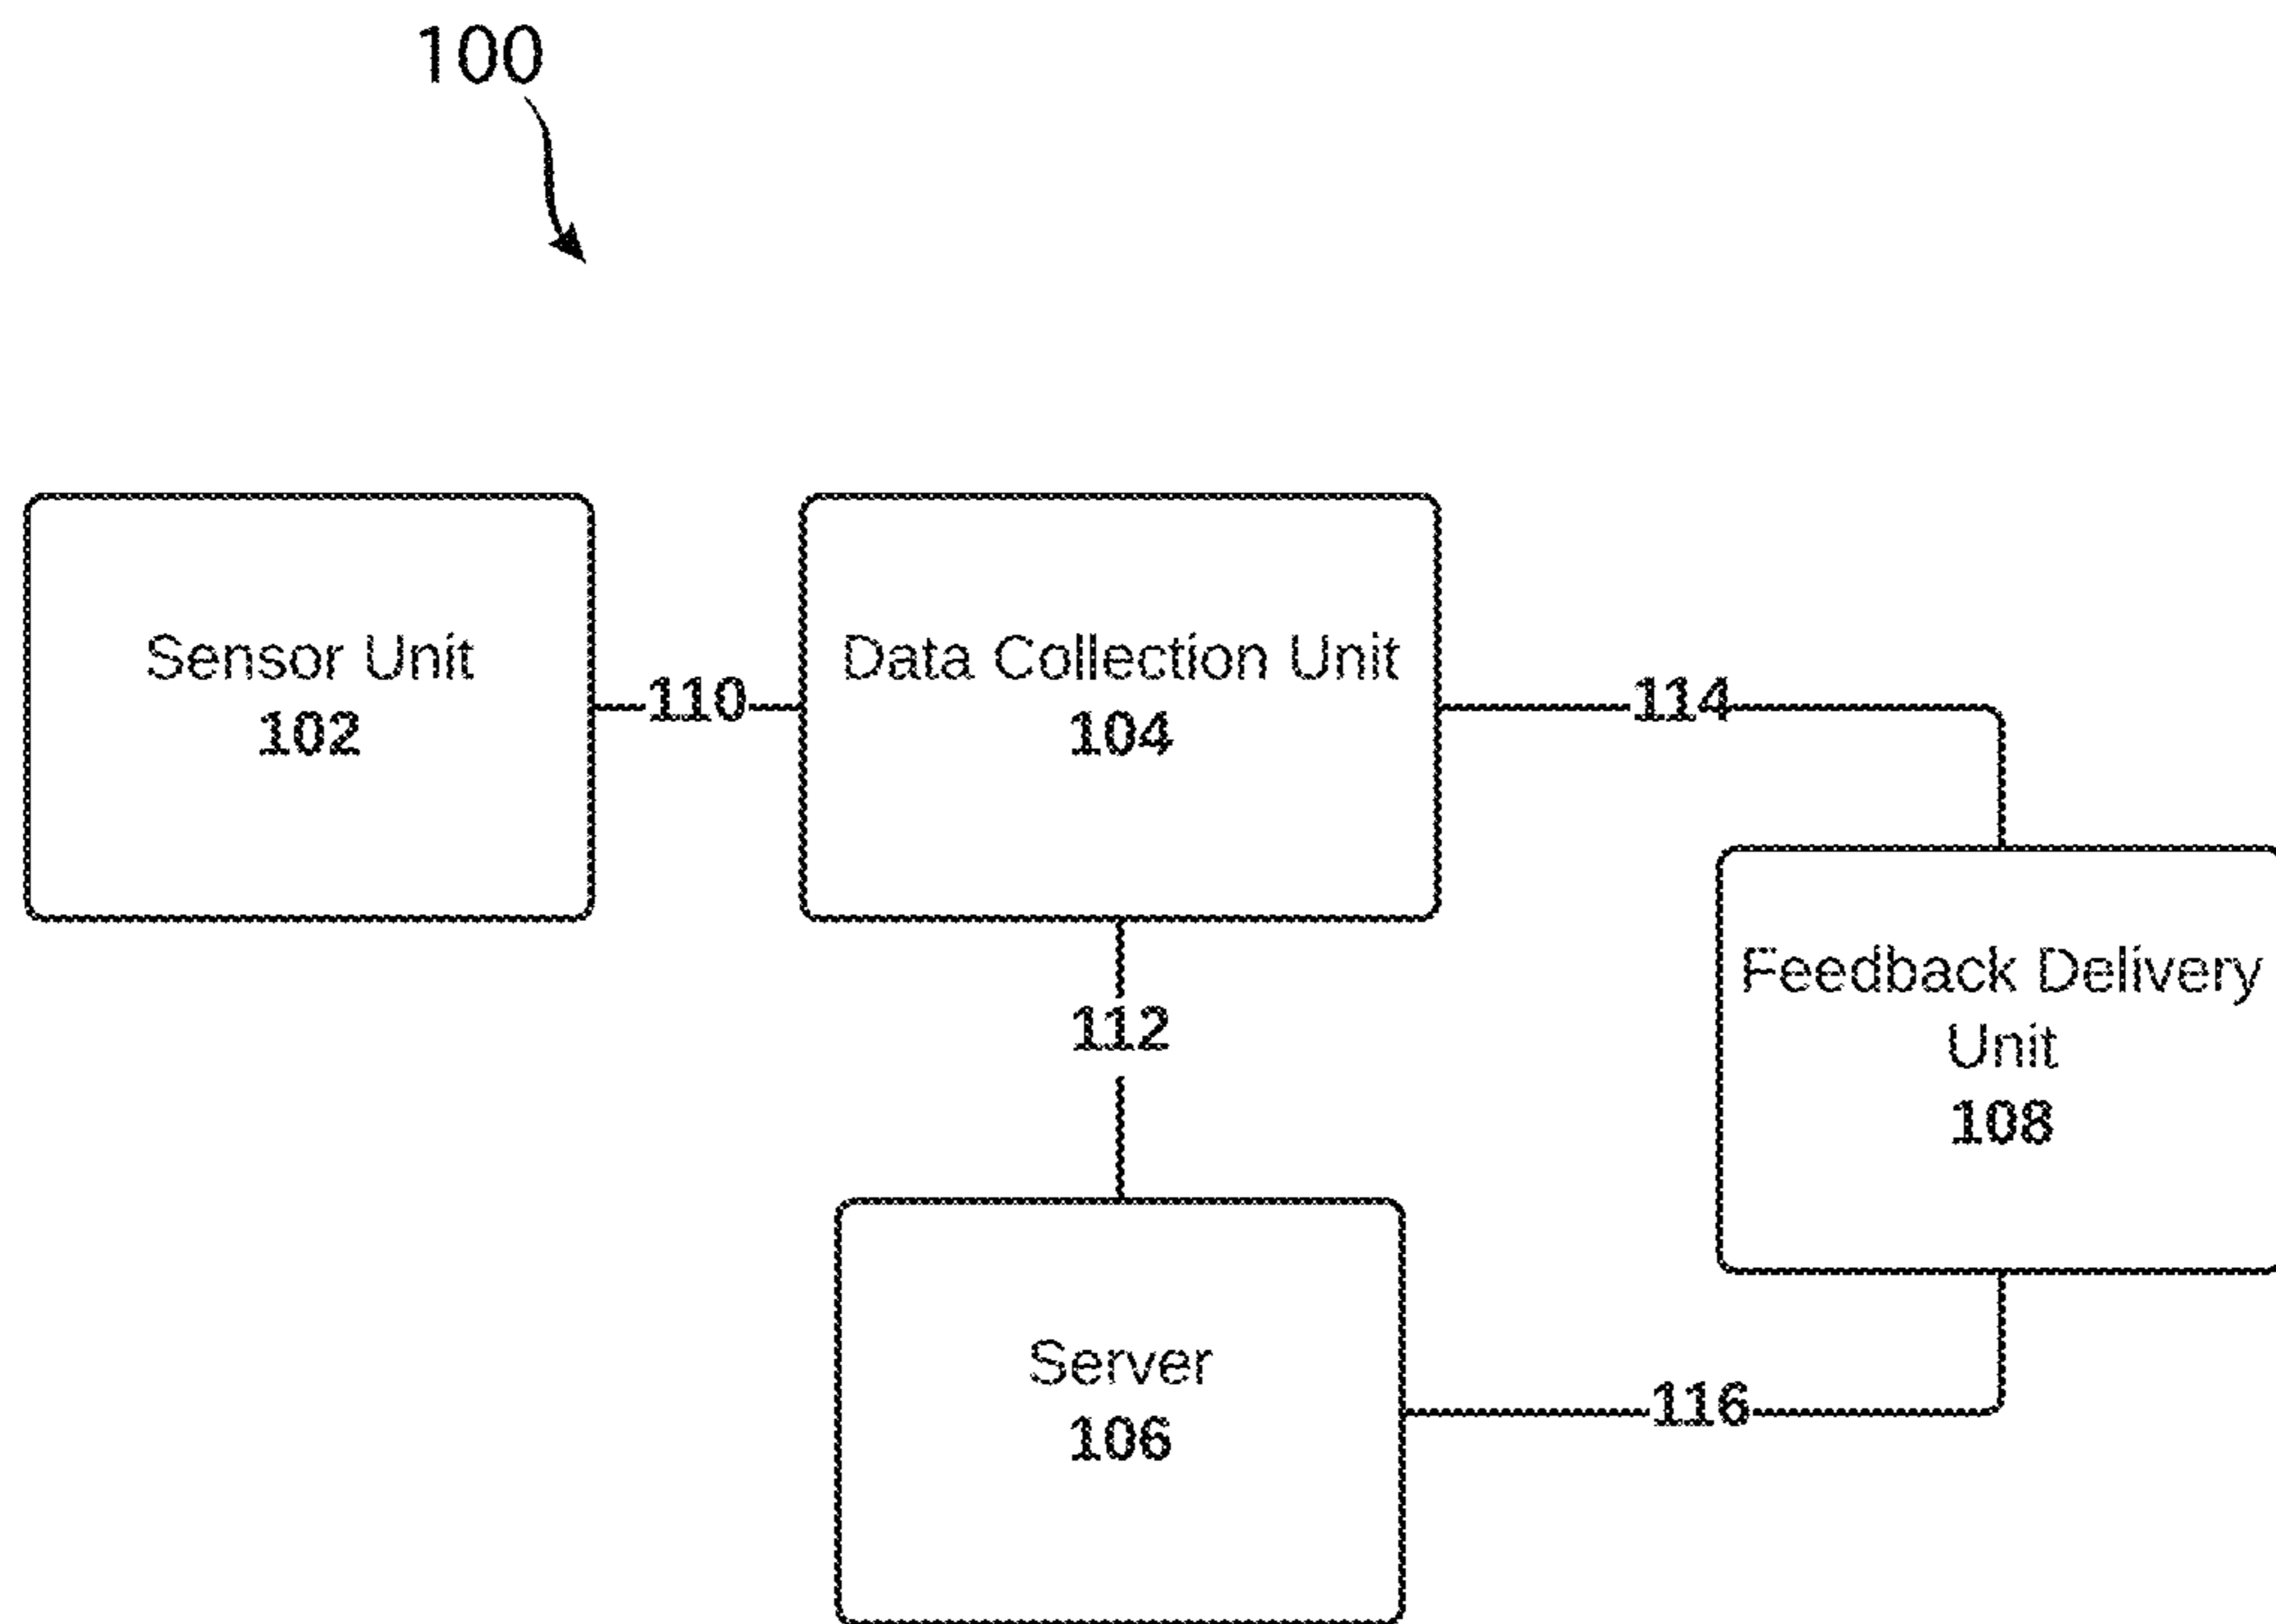 100
Sensor Unit
102
110
Data Collection Unit
104
114
112
Feedback Delivery
Unit
108
Server
106
116